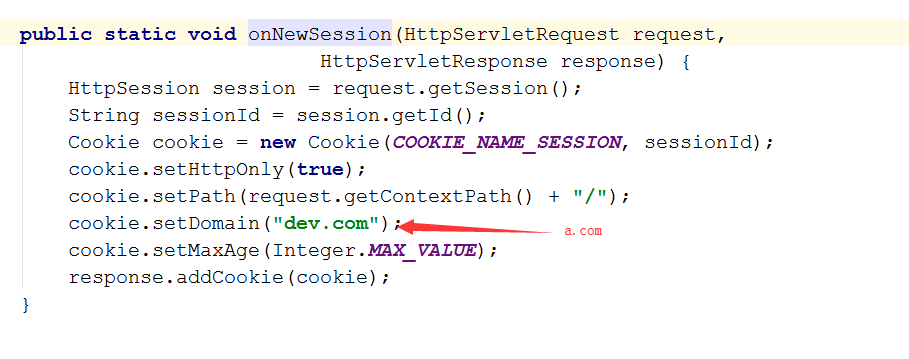 public static void onNewSession(HttpServletRequest request,
HttpServletResponse response) {
HttpSession session = request.getSession();
String sessionId = session.getId();
Cookie cookie = new Cookie(COOKIE_NAME_SESSION, sessionId);
cookie.setHttpOnly(true);
cookie.setPath(request.getContextPath() + "/");
cookie.setDomain("dev.com"); a.com
cookie.setMaxAge(Integer.MAX_VALUE);
response.addCookie(cookie);
}